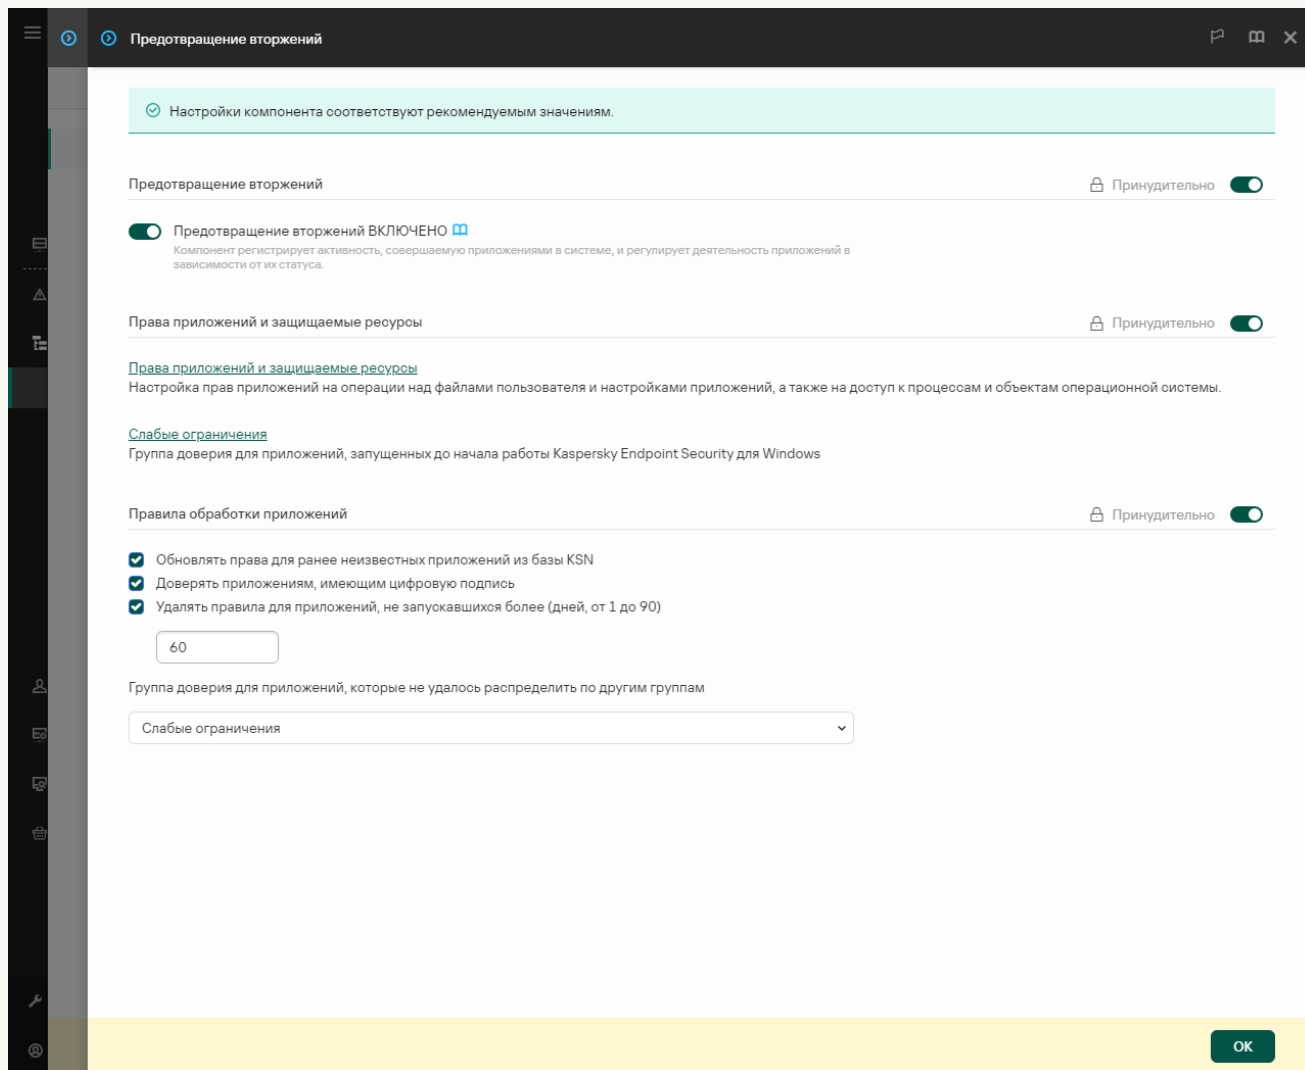 Предотвращение вторжений
Настройки компонента соответствуют рекомендуемым значениям.
Предотвращение вторжений
Принудительно
Предотвращение вторжений ВКЛЮЧЕНО
Компонент регистрирует активность, совершаемую приложениями в системе, и регулирует деятельность приложений в
зависимости от их статуса.
Права приложений и защищаемые ресурсы
Принудительно
Права приложений и защищаемые ресурсы
Настройка прав приложений на операции над файлами пользователя и настройками приложений, а также на доступ к процессам и объектам операционной системы.
Слабые ограничения
Группа доверия для приложений, запущенных до начала работы Kaspersky Endpoint Security для Windows
Правила обработки приложений
Принудительно
Обновлять права для ранее неизвестных приложений из базы KSN
Доверять приложениям, имеющим цифровую подпись
Удалять правила для приложений, не запускавшихся более (дней, от 1 до 90)
60
Группа доверия для приложений, которые не удалось распределить по другим группам
Слабые ограничения
OK